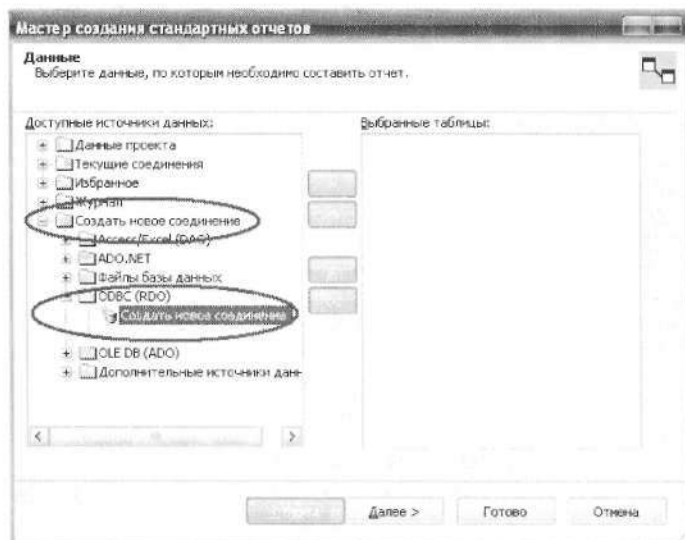 Мастер создания стандартных отчетов
Данные
Выберите данные, по которым необходимо составить отчет.
Доступные источники данных:
Выбранные таблицы:
Данные проекта
Текущие соединения
Избранное
Журнал
Создать новое соединение
Access/Excel (DAO)
ADO.NET
Файлы базы данных
ODBC (RDO)
Создать новое соединение
OLE DB (ADO)
Дополнительные источники данн
Далее >
Готово
Отмена